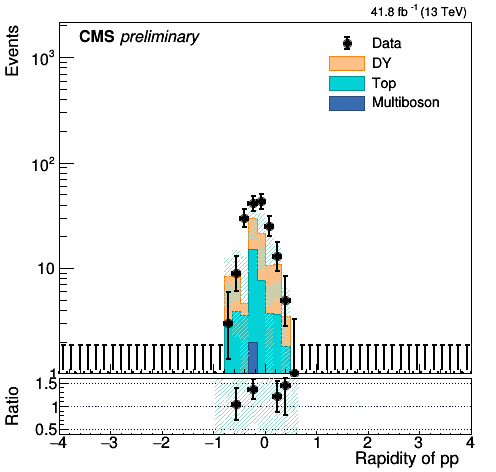 41.8 fb⁻¹ (13 TeV)
CMS preliminary
Data
DY
Top
Multiboson
Events
10³
10²
10
1
Ratio
1.5
1
0.5
−4 −3 −2 −1 0 1 2 3 4
Rapidity of pp